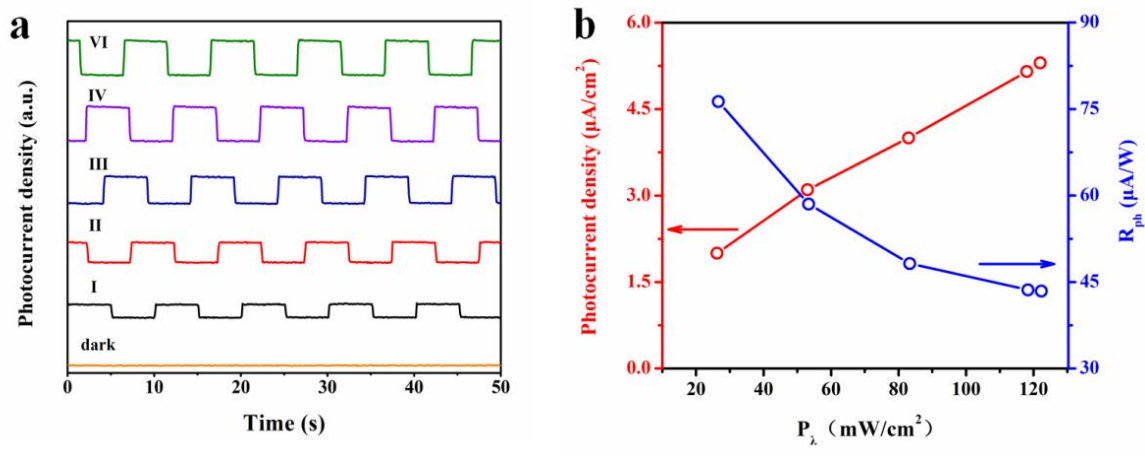 a
Photocurrent density (a.u.)
VI
IV
III
II
I
dark
0 10 20 30 40 50
Time (s)
b
Photocurrent density (μA/cm²)
6.0
4.5
3.0
1.5
0.0
90
75
60
45
30
R_ph (μA/W)
20 40 60 80 100 120
P_λ（mW/cm²）